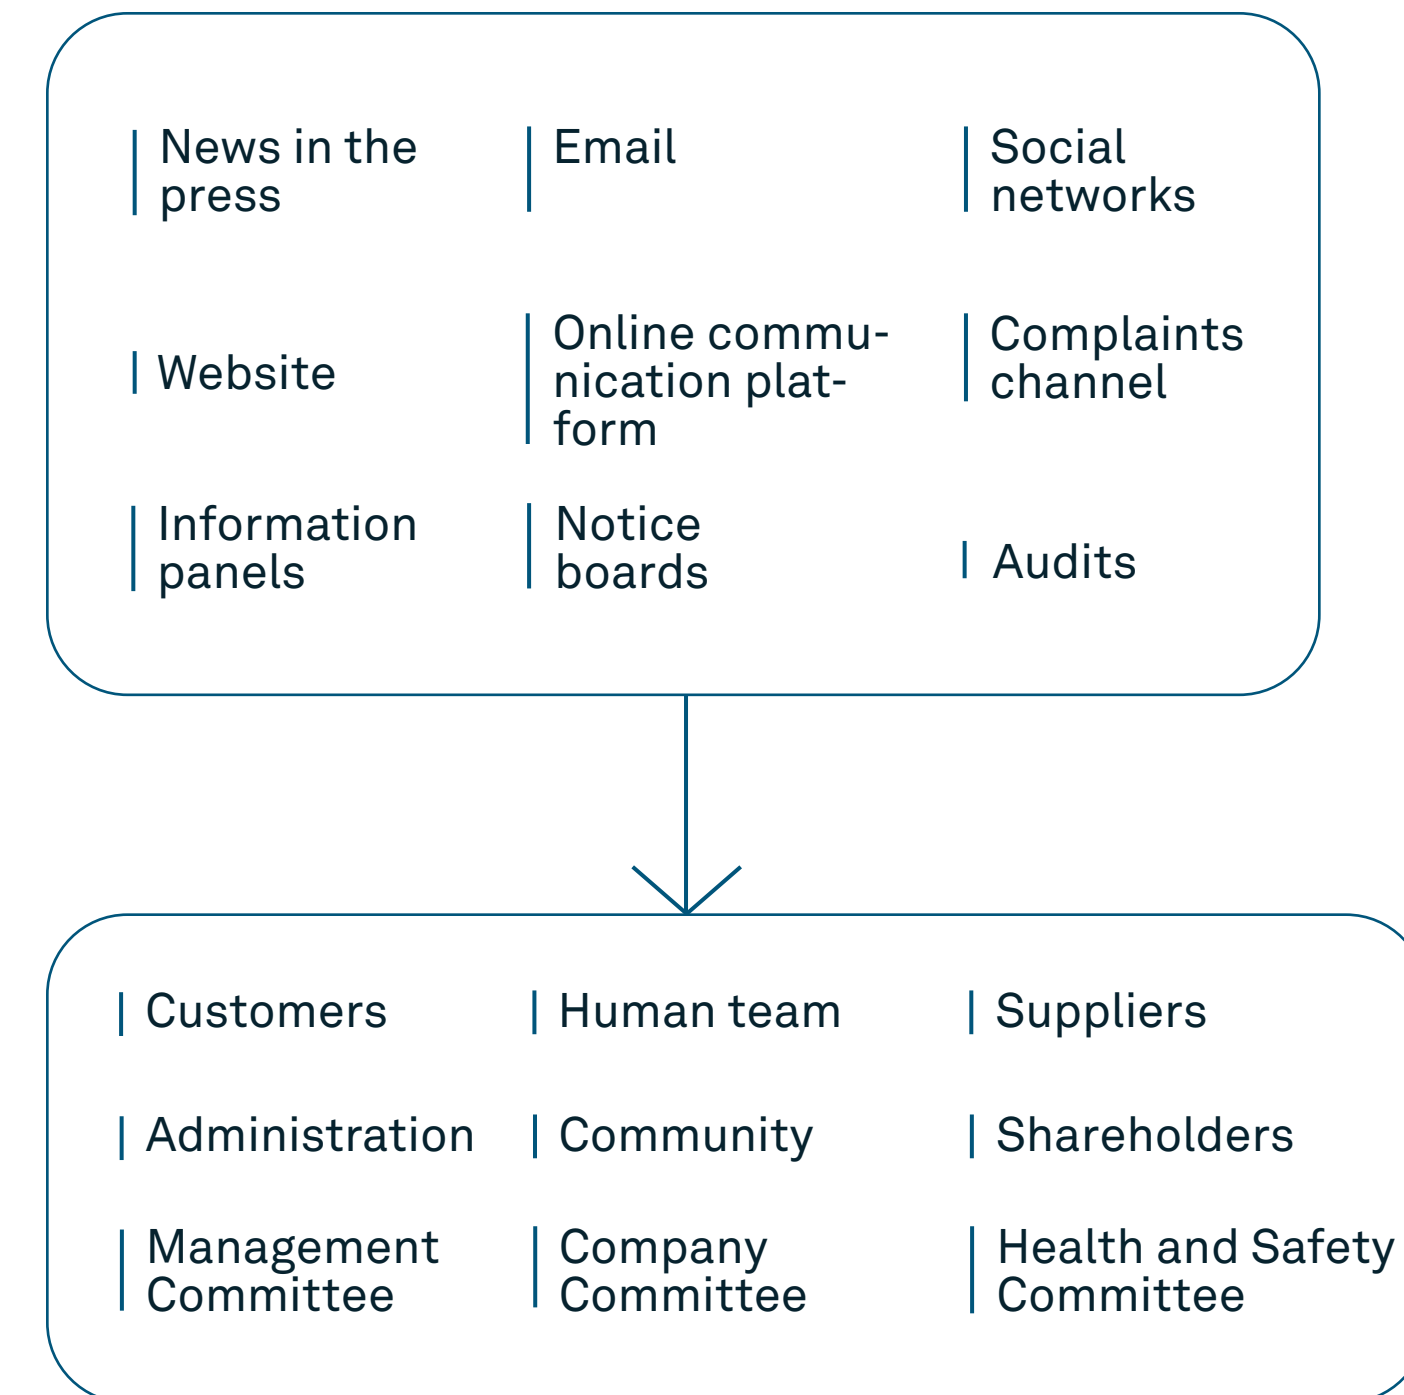 News in the
press
Email
Social
networks
Website
Online commu-
nication plat-
form
Complaints
channel
Information
panels
Notice
boards
Audits
Customers
Human team
Suppliers
Administration
Community
Shareholders
Management
Committee
Company
Committee
Health and Safety
Committee